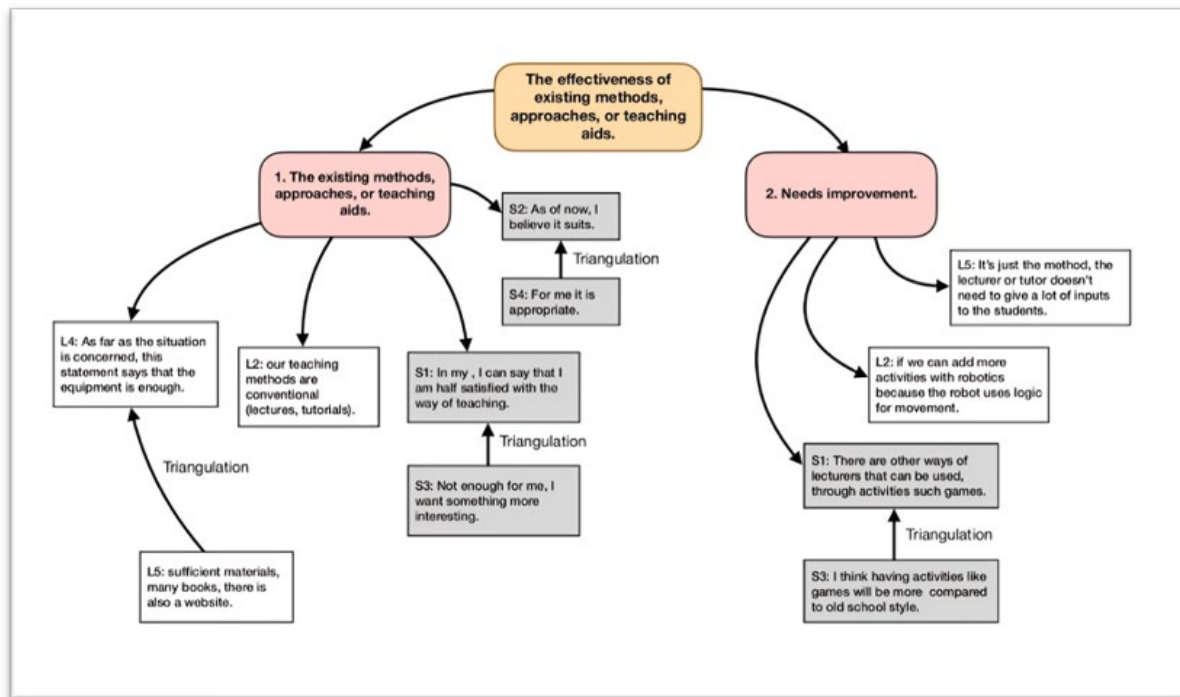 The effectiveness of
existing methods,
approaches, or teaching
aids.
1. The existing methods,
approaches, or teaching
aids.
2. Needs improvement.
S2: As of now, I
believe it suits.
Triangulation
S4: For me it is
appropriate.
L5: It's just the method, the
lecturer or tutor doesn't
need to give a lot of inputs
to the students.
L4: As far as the situation
is concerned, this
statement says that the
equipment is enough.
L2: our teaching
methods are
conventional
(lectures, tutorials).
S1: In my , I can say that I
am half satisfied with the
way of teaching.
L2: if we can add more
activities with robotics
because the robot uses logic
for movement.
Triangulation
Triangulation
S3: Not enough for me, I
want something more
interesting.
S1: There are other ways of
lecturers that can be used,
through activities such games.
Triangulation
L5: sufficient materials,
many books, there is
also a website.
S3: I think having activities like
games will be more compared
to old school style.